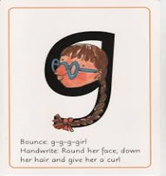 g
Bounce: g-g-g-girl
Handwrite: Round her face, down
her hair and give her a curl